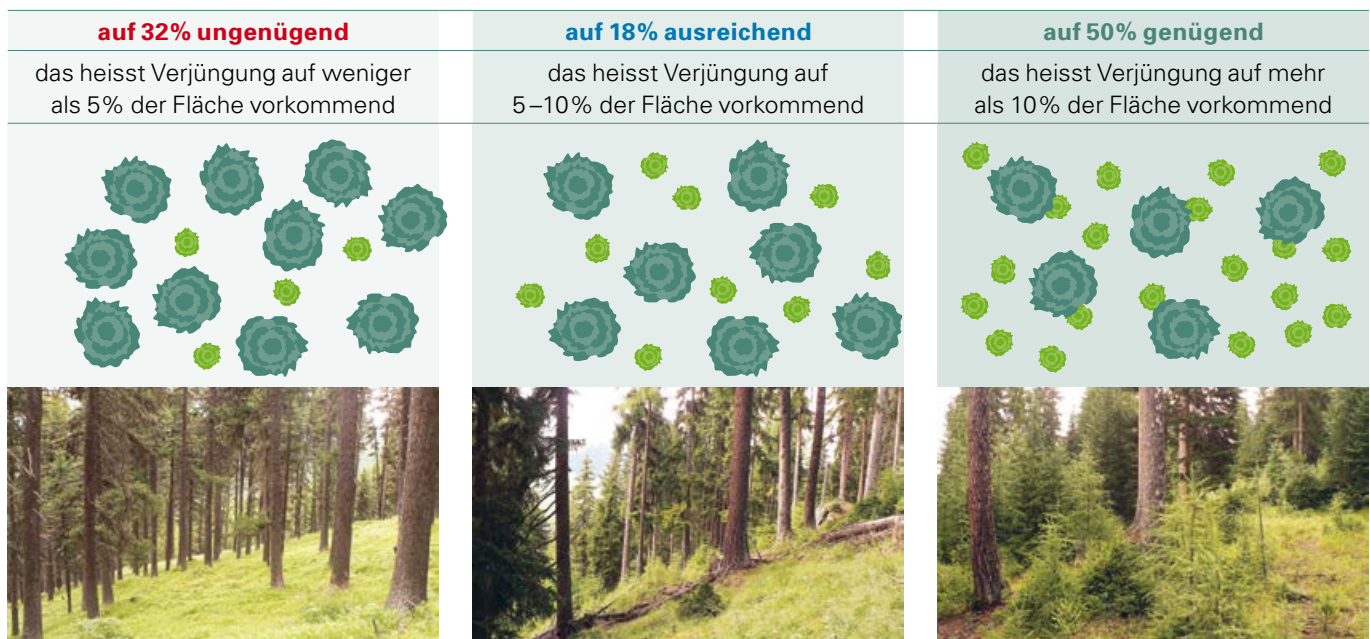 auf 32% ungenügend
das heisst Verjüngung auf weniger
als 5% der Fläche vorkommend
auf 18% ausreichend
das heisst Verjüngung auf
5–10% der Fläche vorkommend
auf 50% genügend
das heisst Verjüngung auf mehr
als 10% der Fläche vorkommend